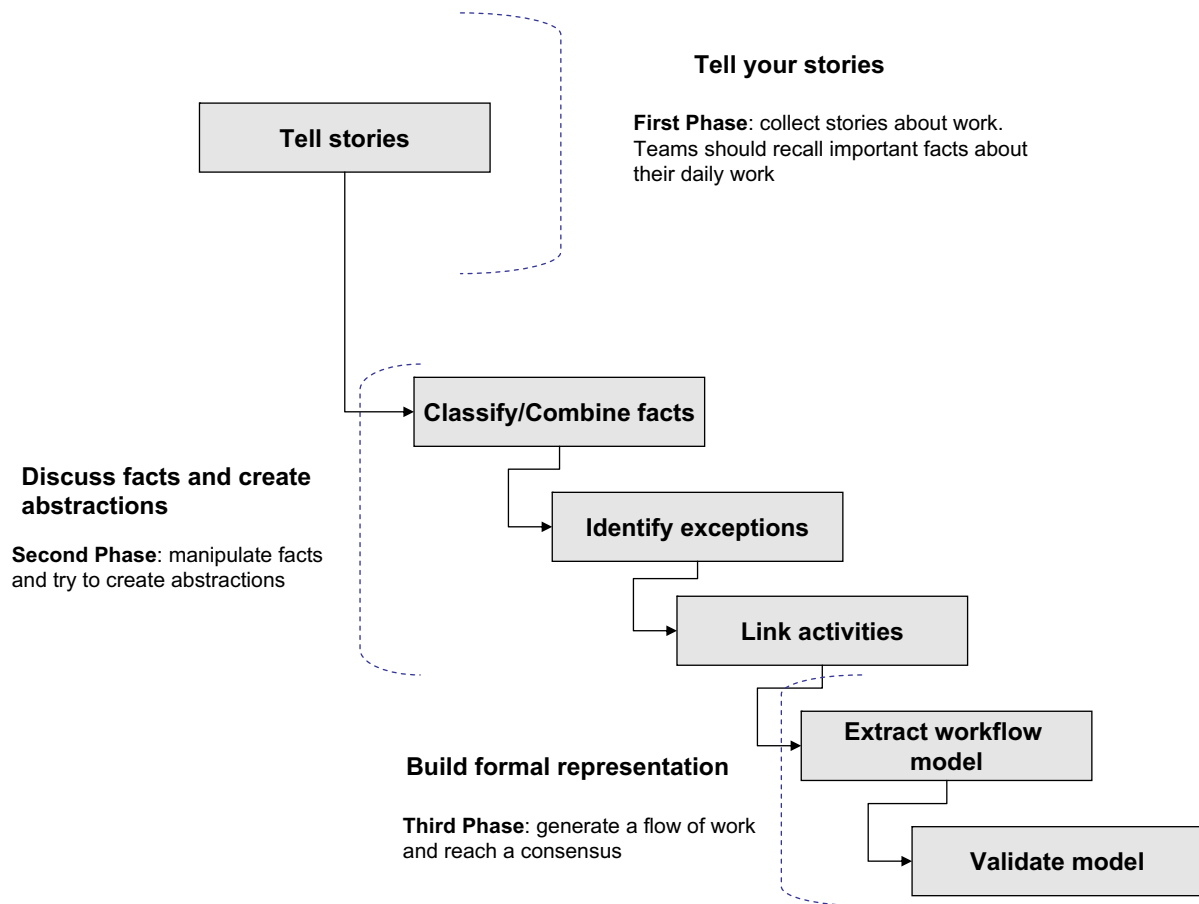 Tell your stories
Tell stories
First Phase: collect stories about work.
Teams should recall important facts about
their daily work
Classify/Combine facts
Discuss facts and create
abstractions
Second Phase: manipulate facts
and try to create abstractions
Identify exceptions
Link activities
Extract workflow
model
Build formal representation
Third Phase: generate a flow of work
and reach a consensus
Validate model